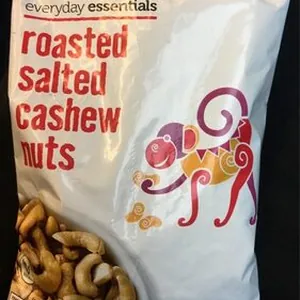 everyday essentials
roasted
salted
cashew
nuts